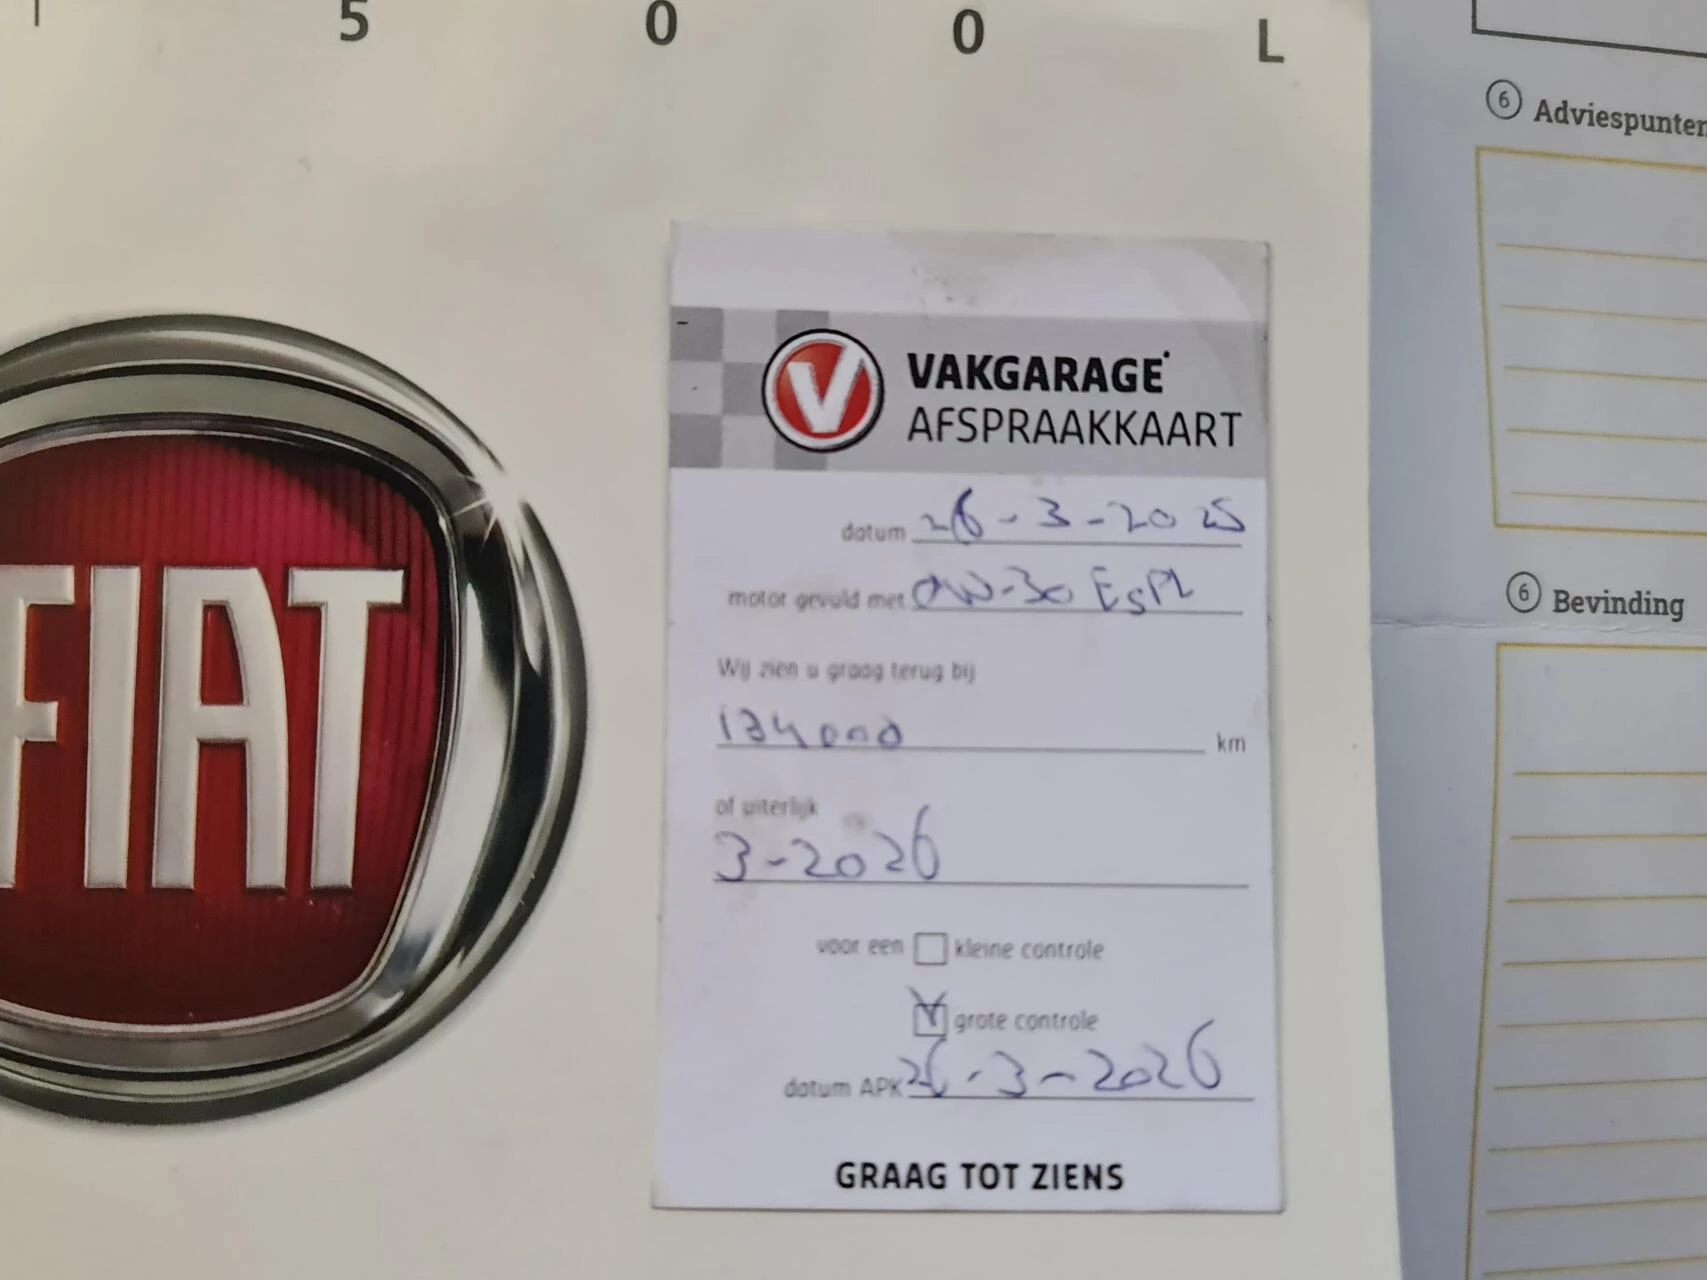 5 0 0 L
FIAT
VAKGARAGE
AFSPRAAKKAART
datum 26-3-2025
motor gevuld met 0W-30 ESPL
Wij zien u graag terug bij
134000 km
of uiterlijk
3-2026
voor een kleine controle
grote controle
datum APK 26-3-2026
GRAAG TOT ZIENS
6 Adviespunten
6 Bevinding